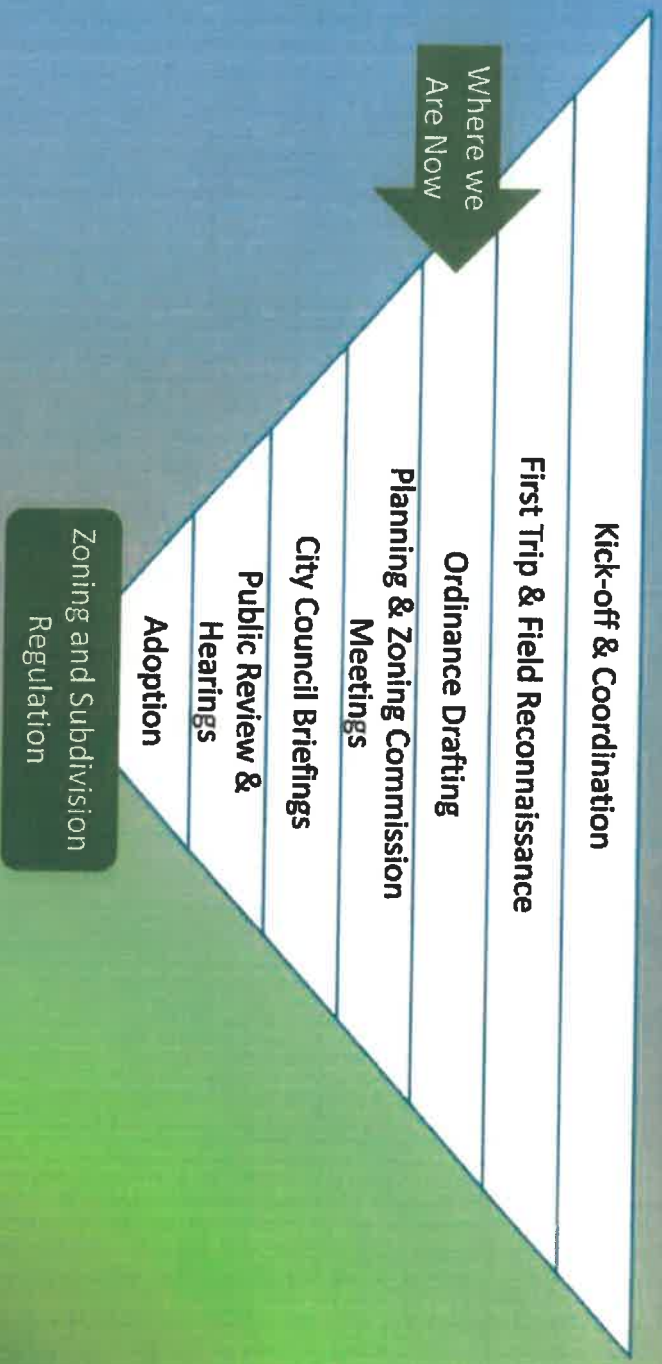 Kick-off & Coordination
First Trip & Field Reconnaissance
Where we
Are Now
Ordinance Drafting
Planning & Zoning Commission
Meetings
City Council Briefings
Public Review &
Hearings
Adoption
Zoning and Subdivision
Regulation